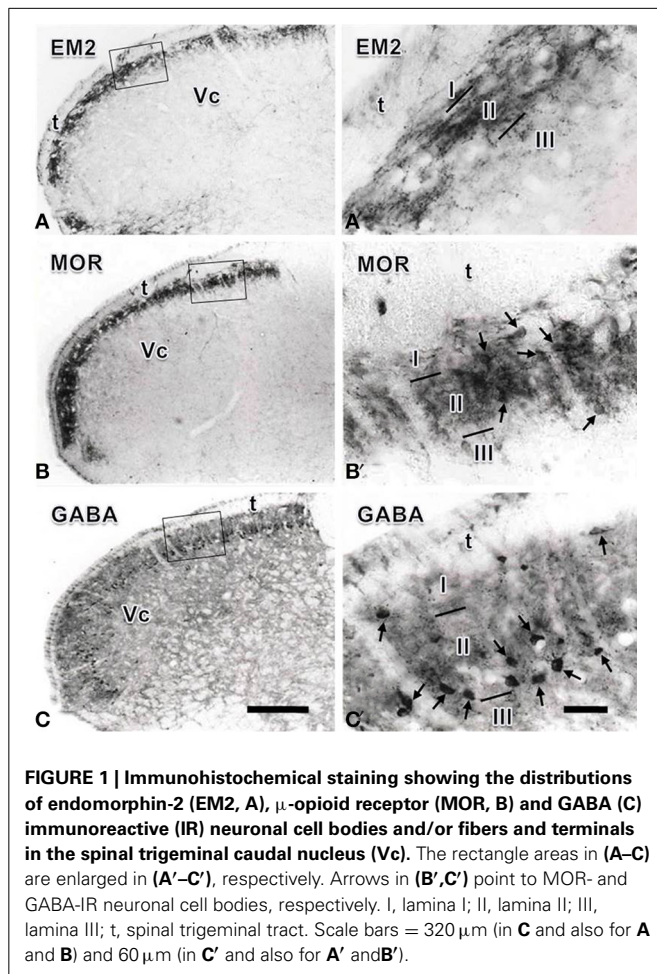 EM2
Vc
t
A
EM2
t
I
II
III
A
MOR
t
Vc
B
MOR
t
I
II
III
B′
GABA
t
Vc
C
GABA
t
I
II
III
C′
FIGURE 1 | Immunohistochemical staining showing the distributions
of endomorphin-2 (EM2, A), μ-opioid receptor (MOR, B) and GABA (C)
immunoreactive (IR) neuronal cell bodies and/or fibers and terminals
in the spinal trigeminal caudal nucleus (Vc). The rectangle areas in (A–C)
are enlarged in (A′–C′), respectively. Arrows in (B′,C′) point to MOR- and
GABA-IR neuronal cell bodies, respectively. I, lamina I; II, lamina II; III,
lamina III; t, spinal trigeminal tract. Scale bars = 320 μm (in C and also for A
and B) and 60 μm (in C′ and also for A′ andB′).